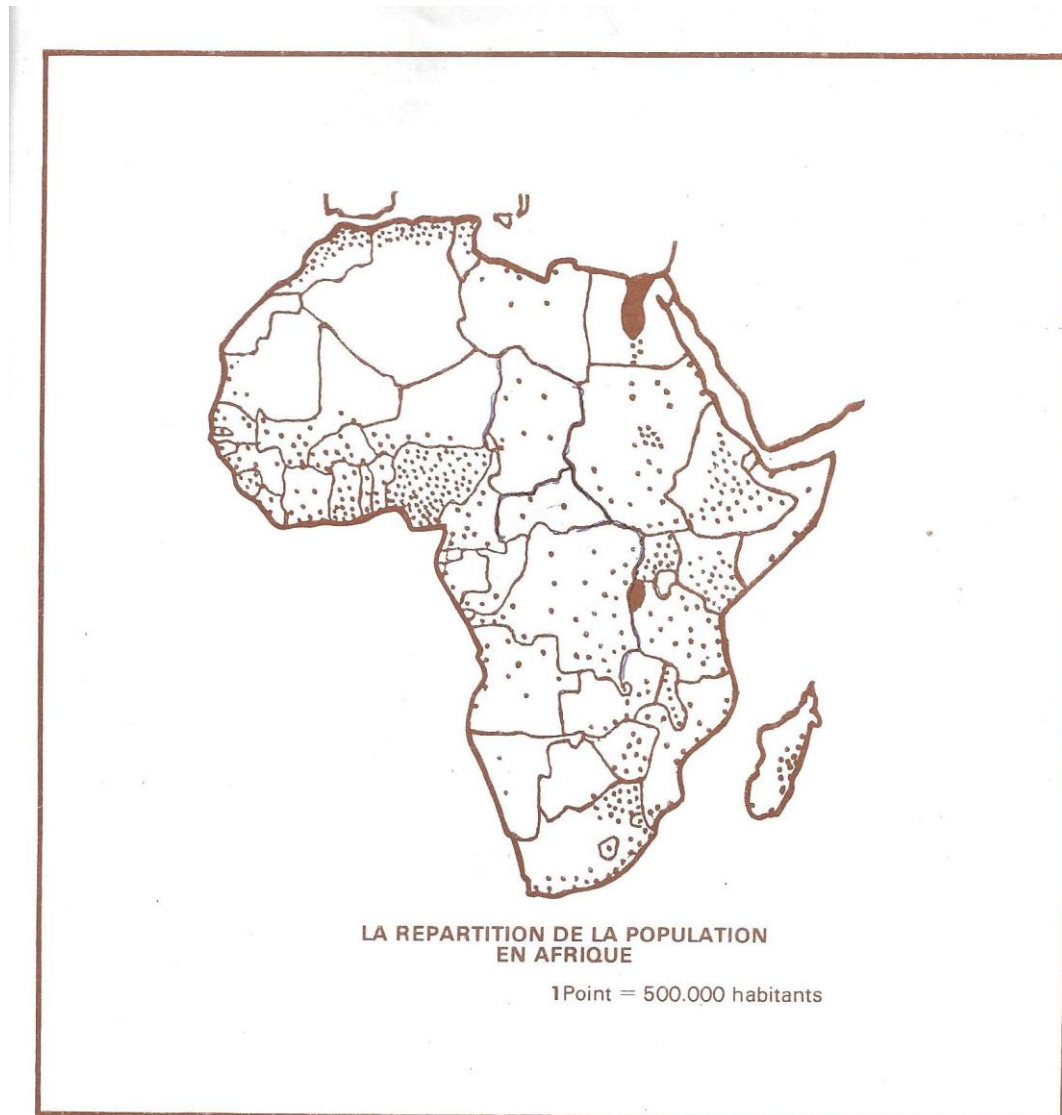 LA REPARTITION DE LA POPULATION
EN AFRIQUE
1Point = 500.000 habitants